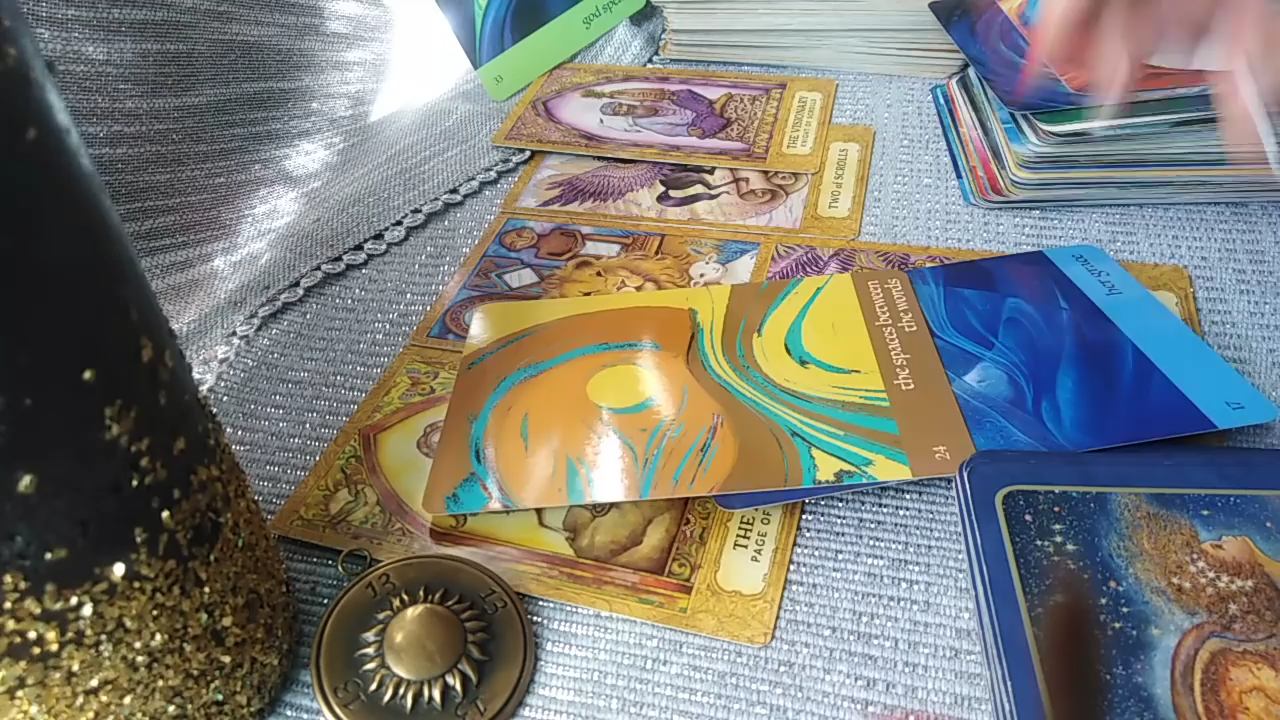 god spe
33
THE VISIONARY
KNIGHT OF SCROLLS
TWO of SCROLLS
her grace
17
the spaces between
the words
24
THE
PAGE OF
13
13
13